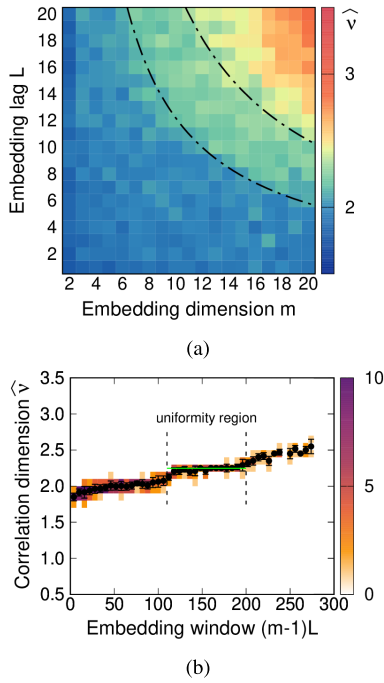 20
18
16
14
12
10
8
6
4
2
Embedding lag L
2 4 6 8 10 12 14 16 18 20
Embedding dimension m
ν̂
3
2
(a)
3.5
3.0
2.5
2.0
1.5
1.0
0.5
Correlation dimension ν̂
uniformity region
0 50 100 150 200 250 300
Embedding window (m-1)L
10
5
0
(b)